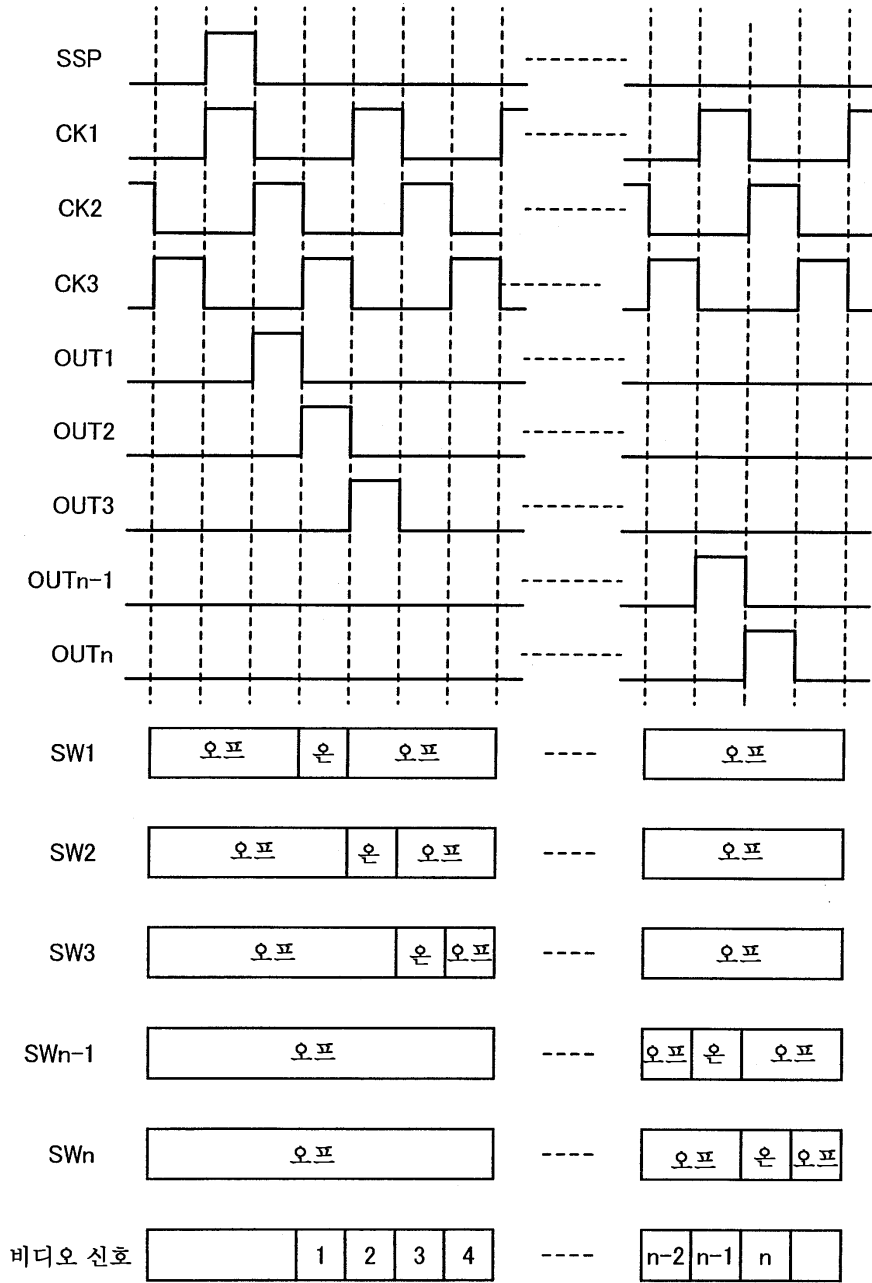 SSP
CK1
CK2
CK3
OUT1
OUT2
OUT3
OUTn-1
OUTn
SW1 오프 온 오프 오프
SW2 오프 온 오프 오프
SW3 오프 온 오프 오프
SWn-1 오프 오프 온 오프
SWn 오프 오프 온 오프
비디오 신호 1 2 3 4 n-2 n-1 n